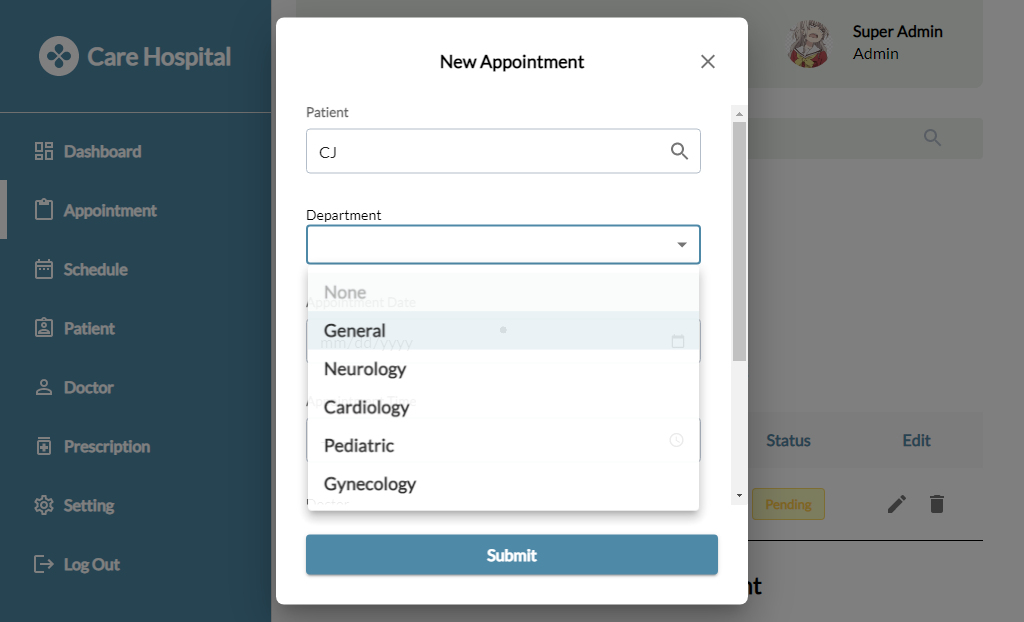 Care Hospital
Dashboard
Appointment
Schedule
Patient
Doctor
Prescription
Setting
Log Out
New Appointment
Patient
CJ
Department
None
Appointment Date
General
mm/dd/yyyy
Neurology
Cardiology
Pediatric
Gynecology
Submit
Super Admin
Admin
Status
Edit
Pending